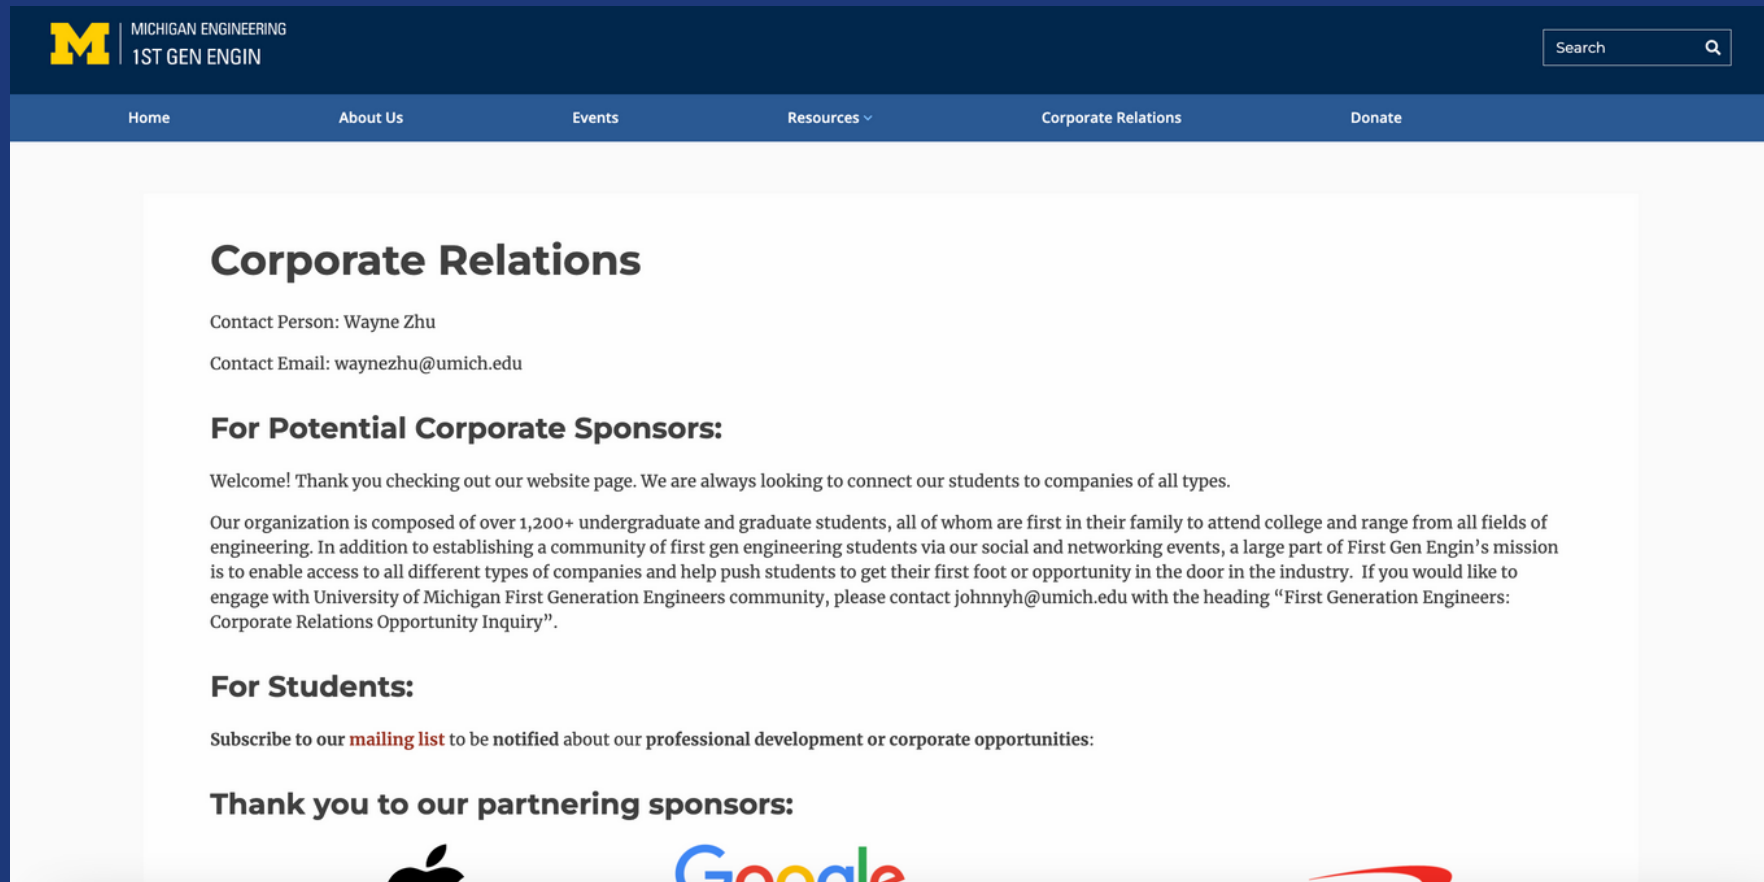 MICHIGAN ENGINEERING
1ST GEN ENGIN
Search
Home
About Us
Events
Resources
Corporate Relations
Donate
Corporate Relations
Contact Person: Wayne Zhu
Contact Email: waynezhu@umich.edu
For Potential Corporate Sponsors:
Welcome! Thank you checking out our website page. We are always looking to connect our students to companies of all types.
Our organization is composed of over 1,200+ undergraduate and graduate students, all of whom are first in their family to attend college and range from all fields of
engineering. In addition to establishing a community of first gen engineering students via our social and networking events, a large part of First Gen Engin’s mission
is to enable access to all different types of companies and help push students to get their first foot or opportunity in the door in the industry.  If you would like to
engage with University of Michigan First Generation Engineers community, please contact johnnyh@umich.edu with the heading “First Generation Engineers:
Corporate Relations Opportunity Inquiry”.
For Students:
Subscribe to our mailing list to be notified about our professional development or corporate opportunities:
Thank you to our partnering sponsors:
Google